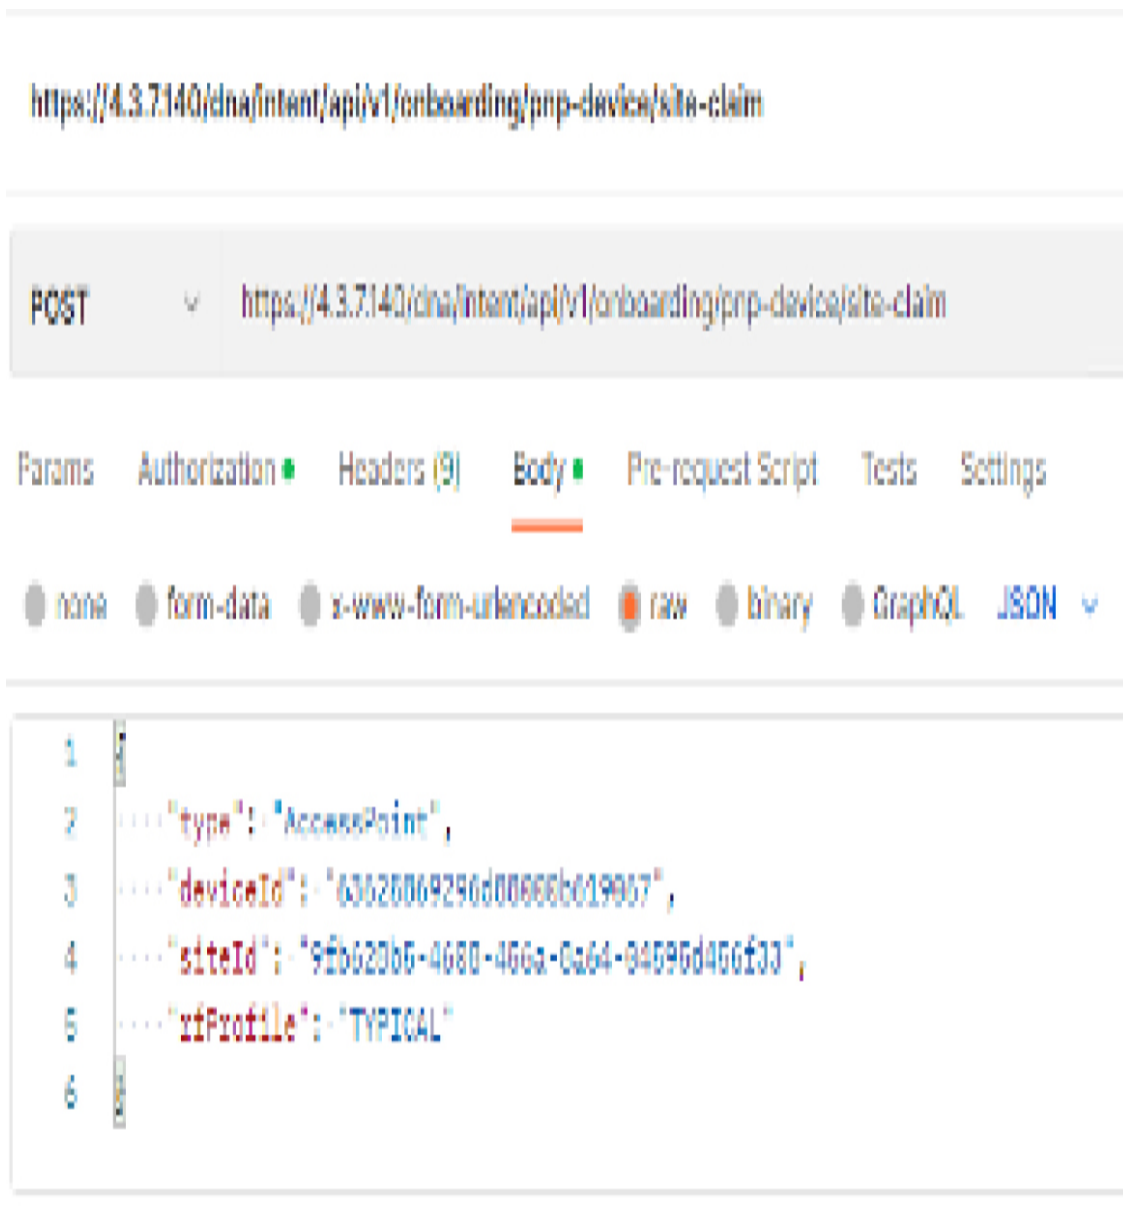 https://4.3.7.140/dna/intent/api/v1/onboarding/pnp-device/site-claim
POST https://4.3.7.140/dna/intent/api/v1/onboarding/pnp-device/site-claim
Params Authorization Headers (9) Body Pre-request Script Tests Settings
none form-data x-www-form-urlencoded raw binary GraphQL JSON
1 {
2 "type": "AccessPoint",
3 "deviceId":
4 "siteId":
5 "rfProfile": "TYPICAL"
6 }